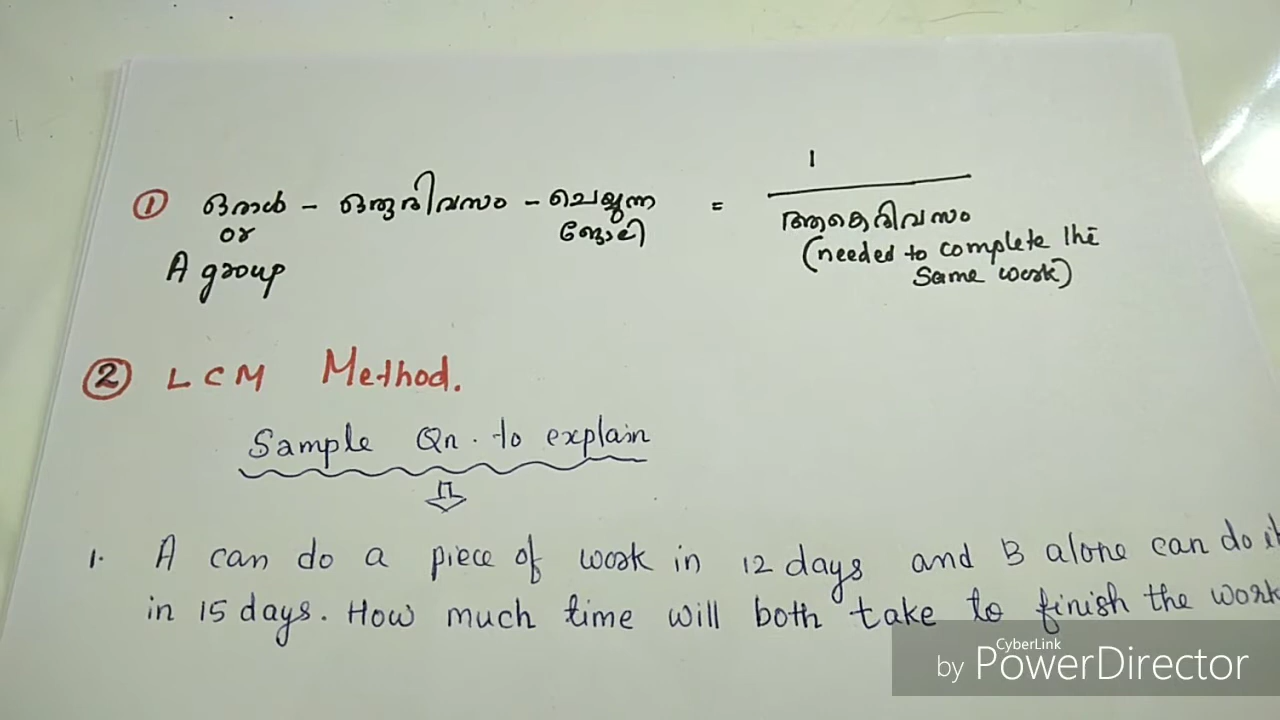 ① ഒരാൾ - ഒരു ദിവസം - ചെയ്യുന്ന = 1
or ജോലി ആകെ ദിവസം
A group (needed to complete the
same work)
② LCM Method.
Sample Qn. to explain
1. A can do a piece of work in 12 days and B alone can do it
in 15 days. How much time will both take to finish the work
CyberLink
by PowerDirector